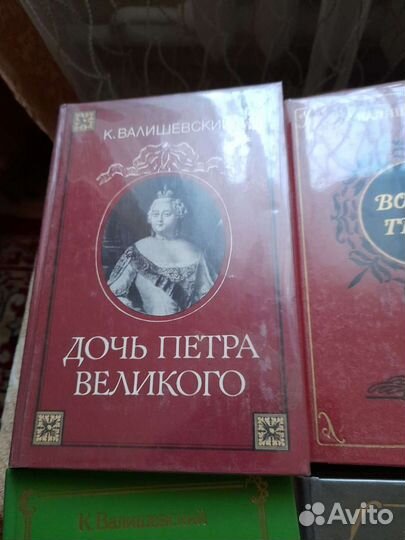 К. ВАЛИШЕВСКИЙ
ДОЧЬ ПЕТРА
ВЕЛИКОГО
К. Валишевский
Avito